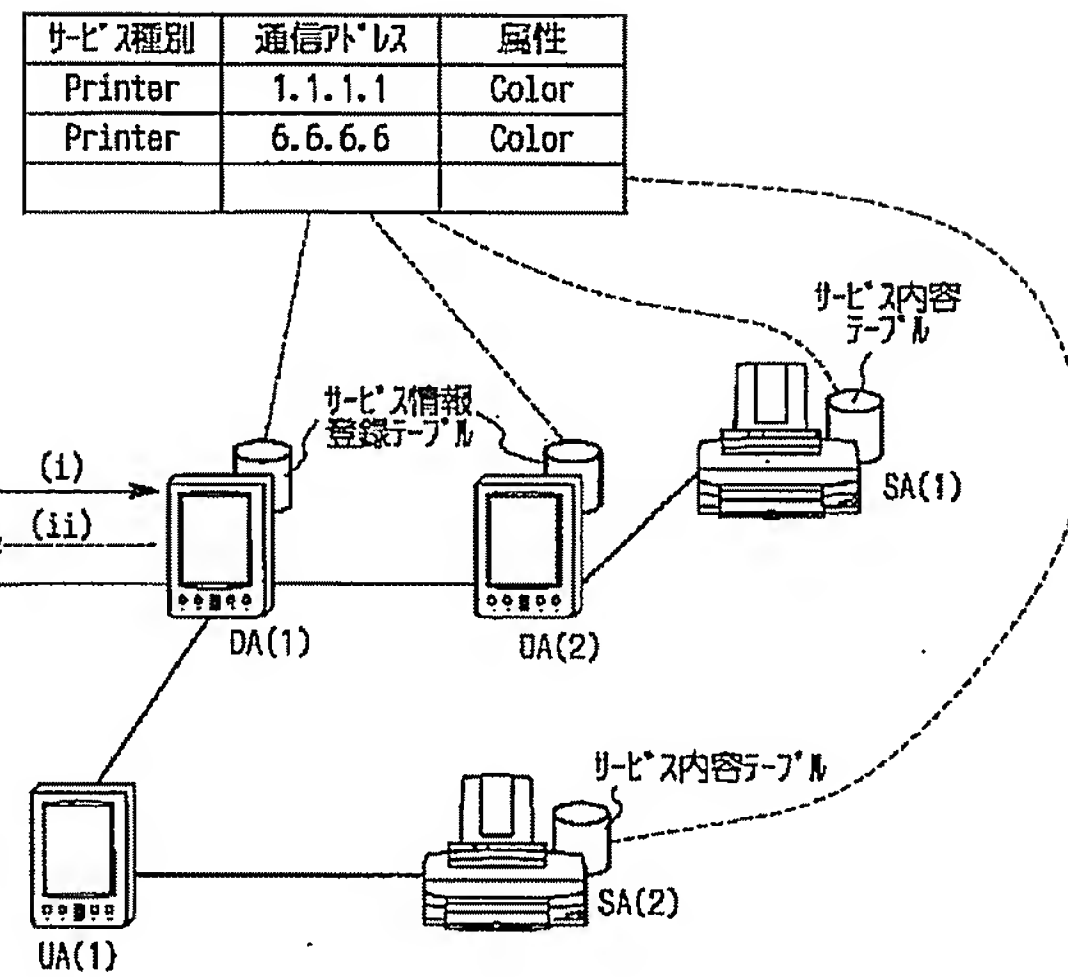 サービス種別 通信アドレス 属性
Printer 1.1.1.1 Color
Printer 6.6.6.6 Color
サービス内容
テーブル
サービス情報
登録テーブル
(i)
SA(1)
(ii)
DA(1)
DA(2)
サービス内容テーブル
SA(2)
UA(1)